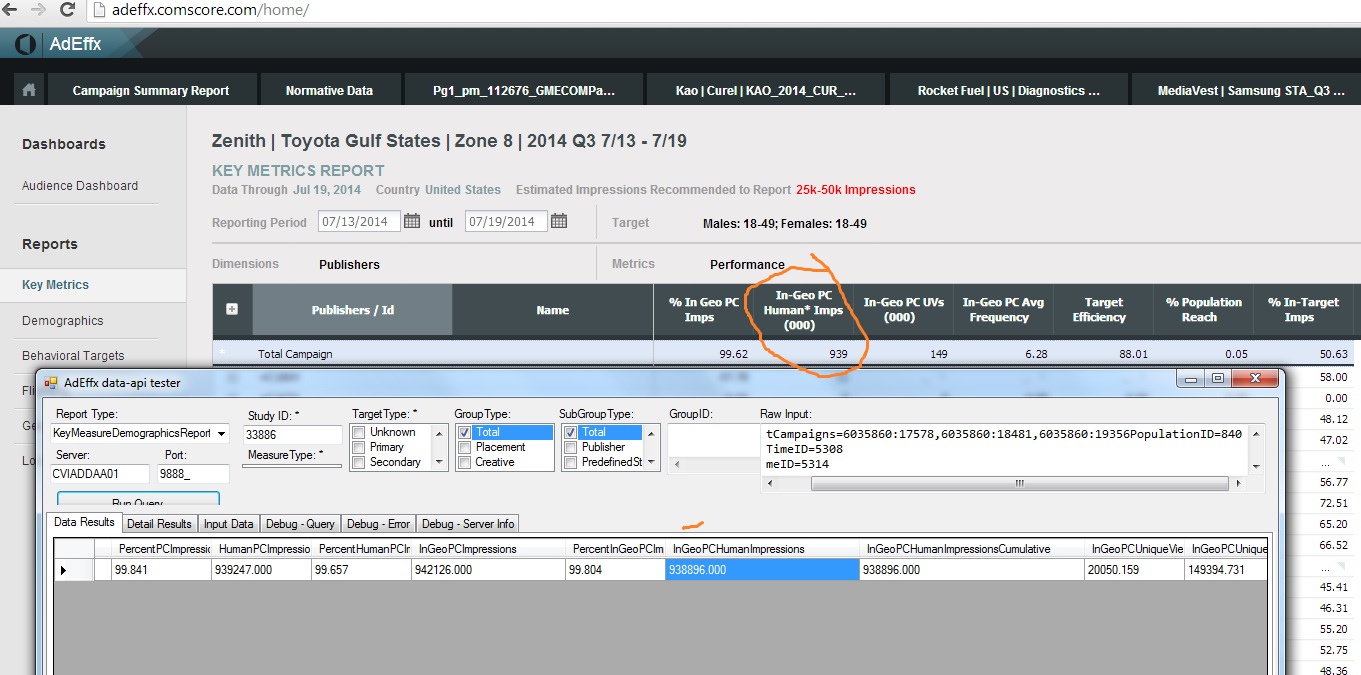 adeffx.comscore.com/home/
AdEffx
Campaign Summary Report
Normative Data
Pg1_pm_112676_GMECOMPa...
Kao | Curel | KAO_2014_CUR_...
Rocket Fuel | US | Diagnostics ...
MediaVest | Samsung STA_Q3 ...
Dashboards
Audience Dashboard
Reports
Key Metrics
Demographics
Behavioral Targets
Zenith | Toyota Gulf States | Zone 8 | 2014 Q3 7/13 - 7/19
KEY METRICS REPORT
Data Through Jul 19, 2014 Country United States Estimated Impressions Recommended to Report 25k-50k Impressions
Reporting Period 07/13/2014 until 07/19/2014 Target Males: 18-49; Females: 18-49
Dimensions Publishers Metrics Performance
Publishers / Id
Name
% In Geo PC
Imps
In-Geo PC
Human* Imps
(000)
In-Geo PC UVs
(000)
In-Geo PC Avg
Frequency
Target
Efficiency
% Population
Reach
% In-Target
Imps
Total Campaign 99.62 939 149 6.28 88.01 0.05 50.63
58.00
0.00
48.12
47.02
...
56.77
72.51
65.20
66.52
...
45.41
46.31
55.20
52.75
48.36
AdEffx data-api tester
Report Type:
KeyMeasureDemographicsReport
Server:
CVIADDAA01
Port:
9888_
Run Query
Study ID: *
33886
MeasureType: *
TargetType: *
Unknown
Primary
Secondary
GroupType:
Total
Placement
Creative
SubGroupType:
Total
Publisher
PredefinedSt
GroupID:
Raw Input:
tCampaigns=6035860:17578,6035860:18481,6035860:19356PopulationID=840
TimeID=5308
meID=5314
Data Results
Detail Results
Input Data
Debug - Query
Debug - Error
Debug - Server Info
PercentPCImpressic HumanPCImpressio PercentHumanPCIr InGeoPCImpressions PercentInGeoPCIm InGeoPCHumanImpressions InGeoPCHumanImpressionsCumulative InGeoPCUniqueVie InGeoPCUnique
99.841 939247.000 99.657 942126.000 99.804 938896.000 938896.000 20050.159 149394.731